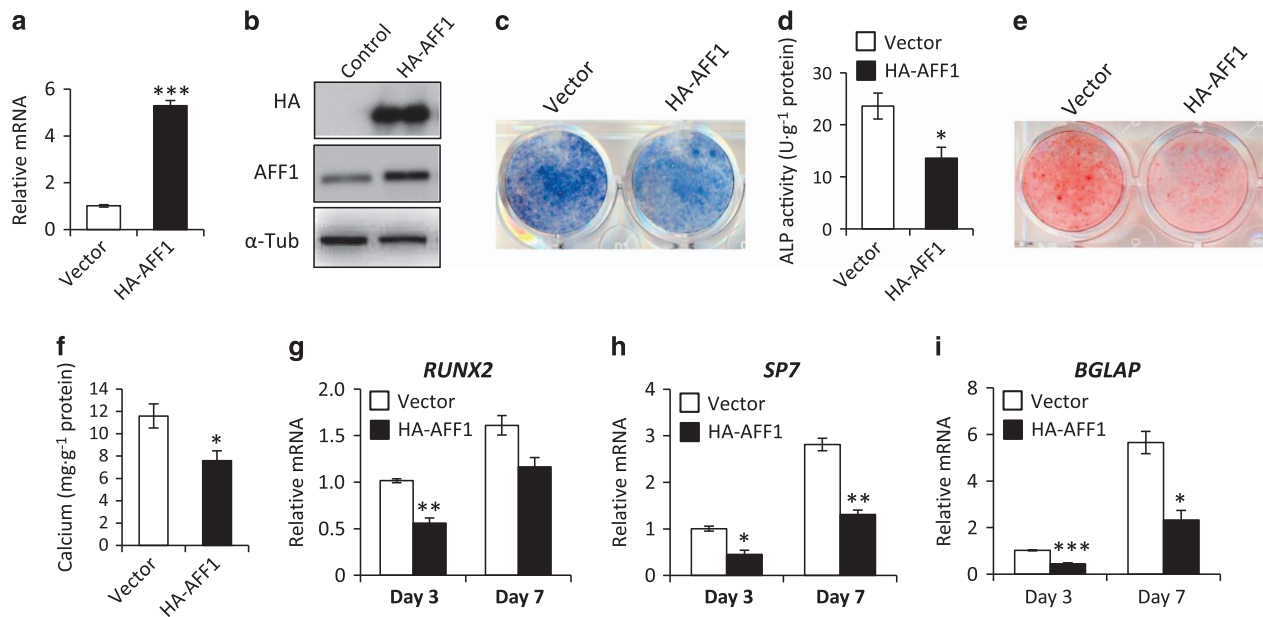 a
Relative mRNA
6
4
2
0
***
Vector
HA-AFF1
b
Control
HA-AFF1
HA
AFF1
α-Tub
c
Vector
HA-AFF1
d
Vector
HA-AFF1
ALP activity (U·g⁻¹ protein)
30
20
10
0
*
Vector
HA-AFF1
e
Vector
HA-AFF1
f
Calcium (mg·g⁻¹ protein)
14
12
10
8
6
4
2
0
*
Vector
HA-AFF1
g
RUNX2
Vector
HA-AFF1
Relative mRNA
2.0
1.5
1.0
0.5
0
**
Day 3
Day 7
h
SP7
Vector
HA-AFF1
Relative mRNA
4
3
2
1
0
*
**
Day 3
Day 7
i
BGLAP
Vector
HA-AFF1
Relative mRNA
8
6
4
2
0
***
*
Day 3
Day 7